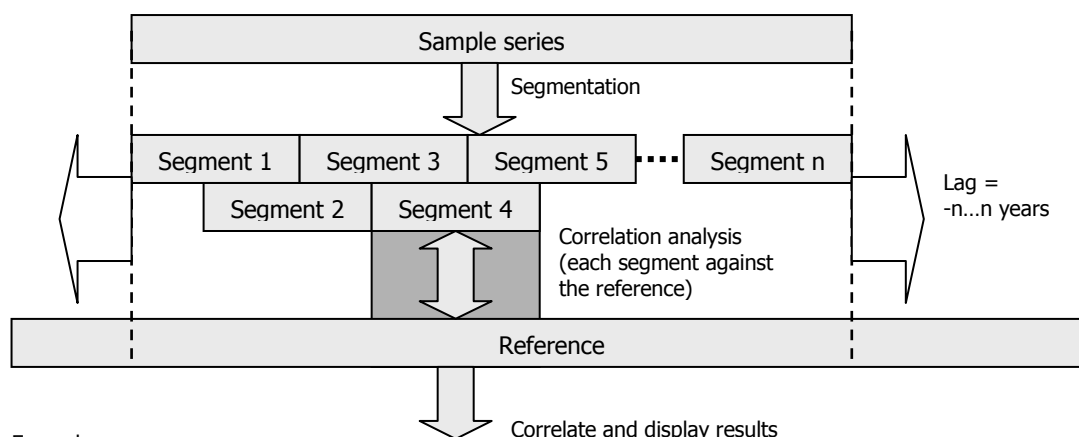 Sample series
Segmentation
Segment 1
Segment 3
Segment 5
Segment n
Segment 2
Segment 4
Lag =
-n...n years
Correlation analysis
(each segment against
the reference)
Reference
Correlate and display results